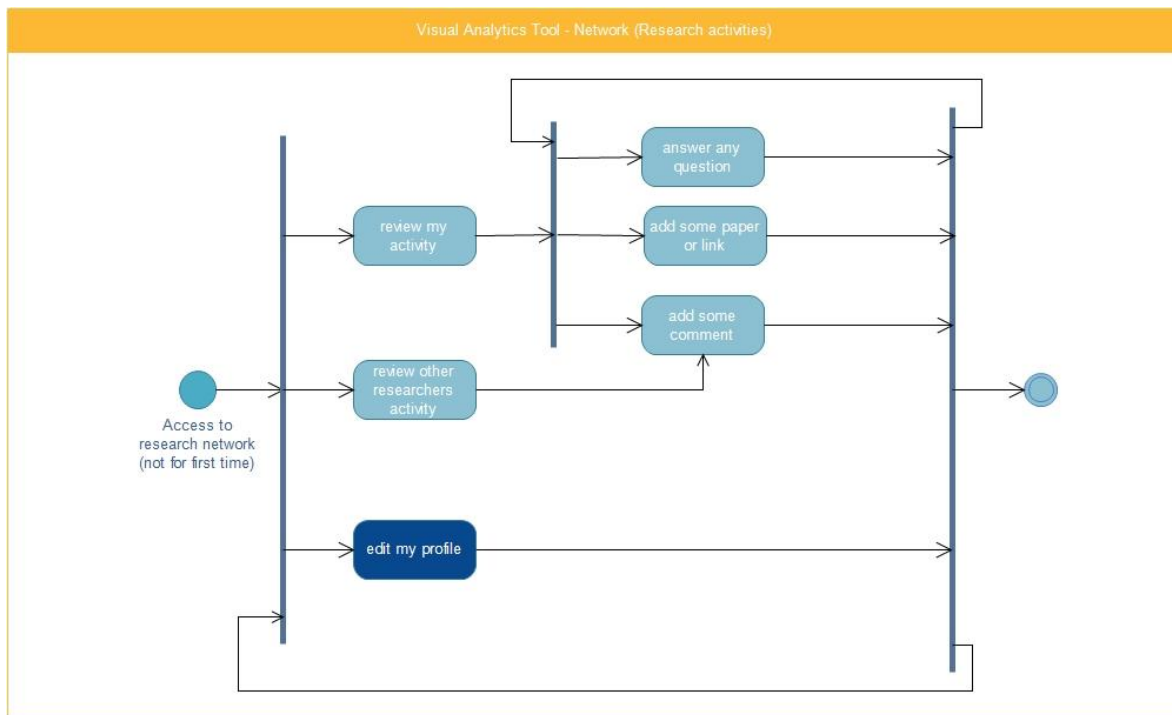 Visual Analytics Tool - Network (Research activities)
answer any
question
review my
activity
add some paper
or link
add some
comment
review other
researchers
activity
Access to
research network
(not for first time)
edit my profile